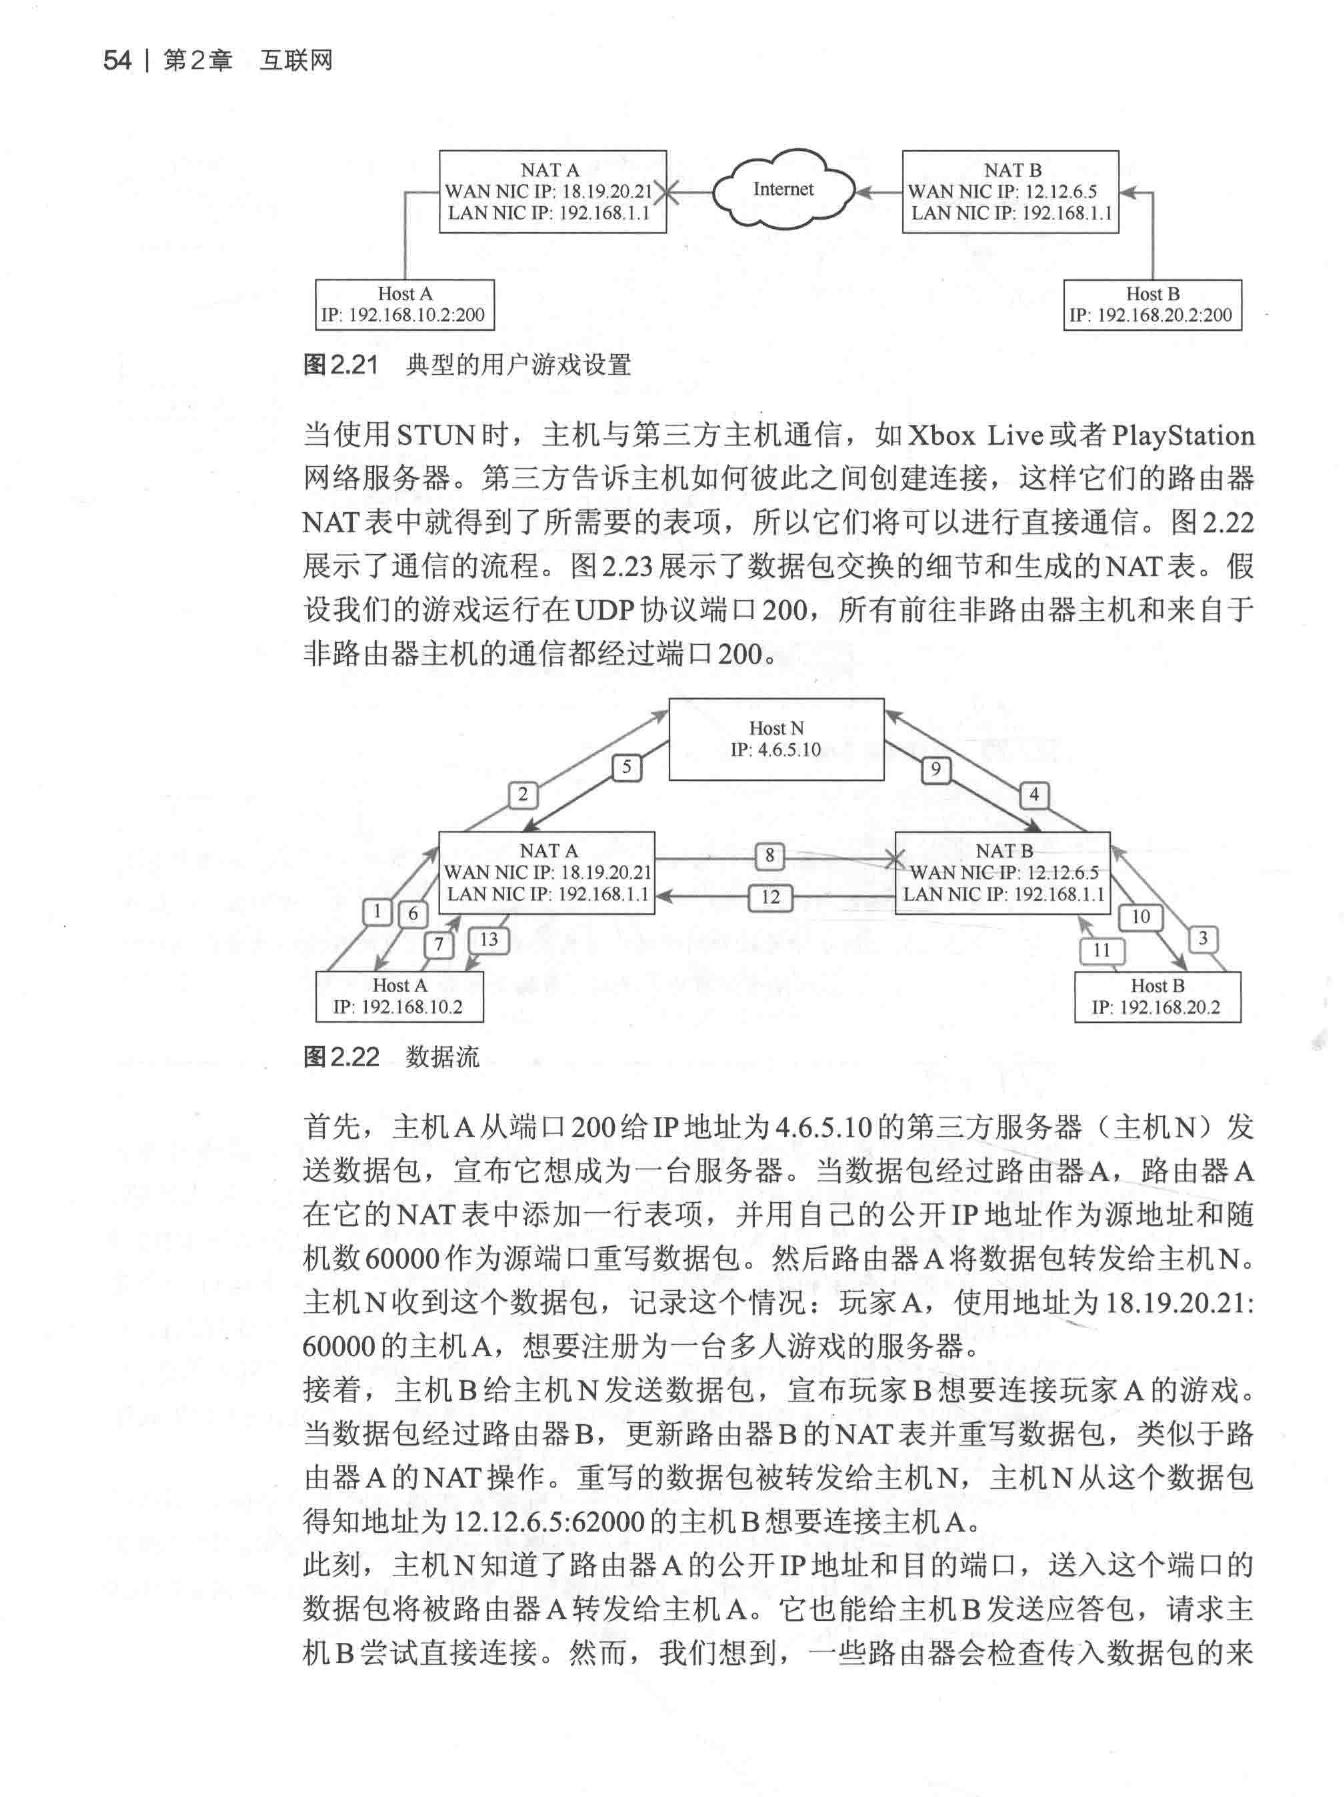 54 | 第2章 互联网
NAT A
WAN NIC IP: 18.19.20.21
LAN NIC IP: 192.168.1.1
Internet
NAT B
WAN NIC IP: 12.12.6.5
LAN NIC IP: 192.168.1.1
Host A
IP: 192.168.10.2:200
Host B
IP: 192.168.20.2:200
图2.21 典型的用户游戏设置
当使用STUN时，主机与第三方主机通信，如Xbox Live或者PlayStation
网络服务器。第三方告诉主机如何彼此之间创建连接，这样它们的路由器
NAT表中就得到了所需要的表项，所以它们将可以进行直接通信。图2.22
展示了通信的流程。图2.23展示了数据包交换的细节和生成的NAT表。假
设我们的游戏运行在UDP协议端口200，所有前往非路由器主机和来自于
非路由器主机的通信都经过端口200。
Host N
IP: 4.6.5.10
5
9
2
4
NAT A
WAN NIC IP: 18.19.20.21
LAN NIC IP: 192.168.1.1
8
12
NAT B
WAN NIC IP: 12.12.6.5
LAN NIC IP: 192.168.1.1
1
6
7
13
10
11
3
Host A
IP: 192.168.10.2
Host B
IP: 192.168.20.2
图2.22 数据流
首先，主机A从端口200给IP地址为4.6.5.10的第三方服务器（主机N）发
送数据包，宣布它想成为一台服务器。当数据包经过路由器A，路由器A
在它的NAT表中添加一行表项，并用自己的公开IP地址作为源地址和随
机数60000作为源端口重写数据包。然后路由器A将数据包转发给主机N。
主机N收到这个数据包，记录这个情况：玩家A，使用地址为18.19.20.21:
60000的主机A，想要注册为一台多人游戏的服务器。
接着，主机B给主机N发送数据包，宣布玩家B想要连接玩家A的游戏。
当数据包经过路由器B，更新路由器B的NAT表并重写数据包，类似于路
由器A的NAT操作。重写的数据包被转发给主机N，主机N从这个数据包
得知地址为12.12.6.5:62000的主机B想要连接主机A。
此刻，主机N知道了路由器A的公开IP地址和目的端口，送入这个端口的
数据包将被路由器A转发给主机A。它也能给主机B发送应答包，请求主
机B尝试直接连接。然而，我们想到，一些路由器会检查传入数据包的来